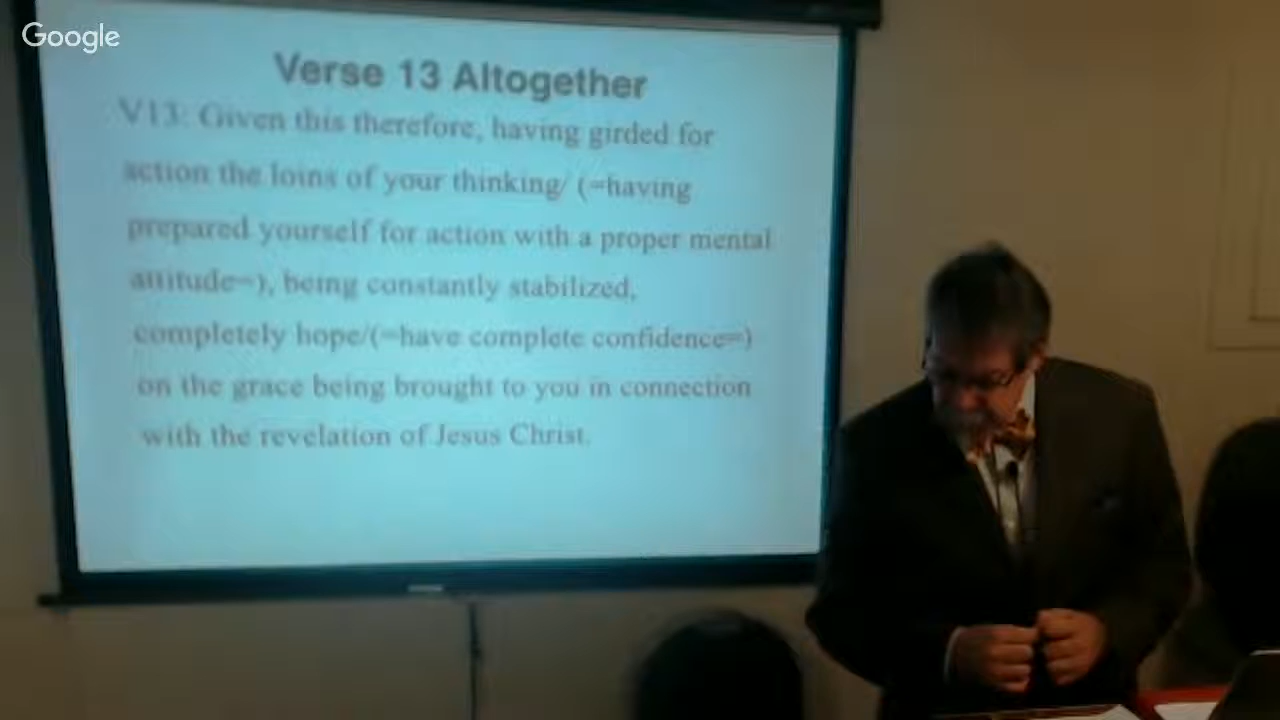 Google
Verse 13 Altogether
V13: Given this therefore, having girded for
action the loins of your thinking/ (=having
prepared yourself for action with a proper mental
attitude=), being constantly stabilized,
completely hope/(=have complete confidence=)
on the grace being brought to you in connection
with the revelation of Jesus Christ.